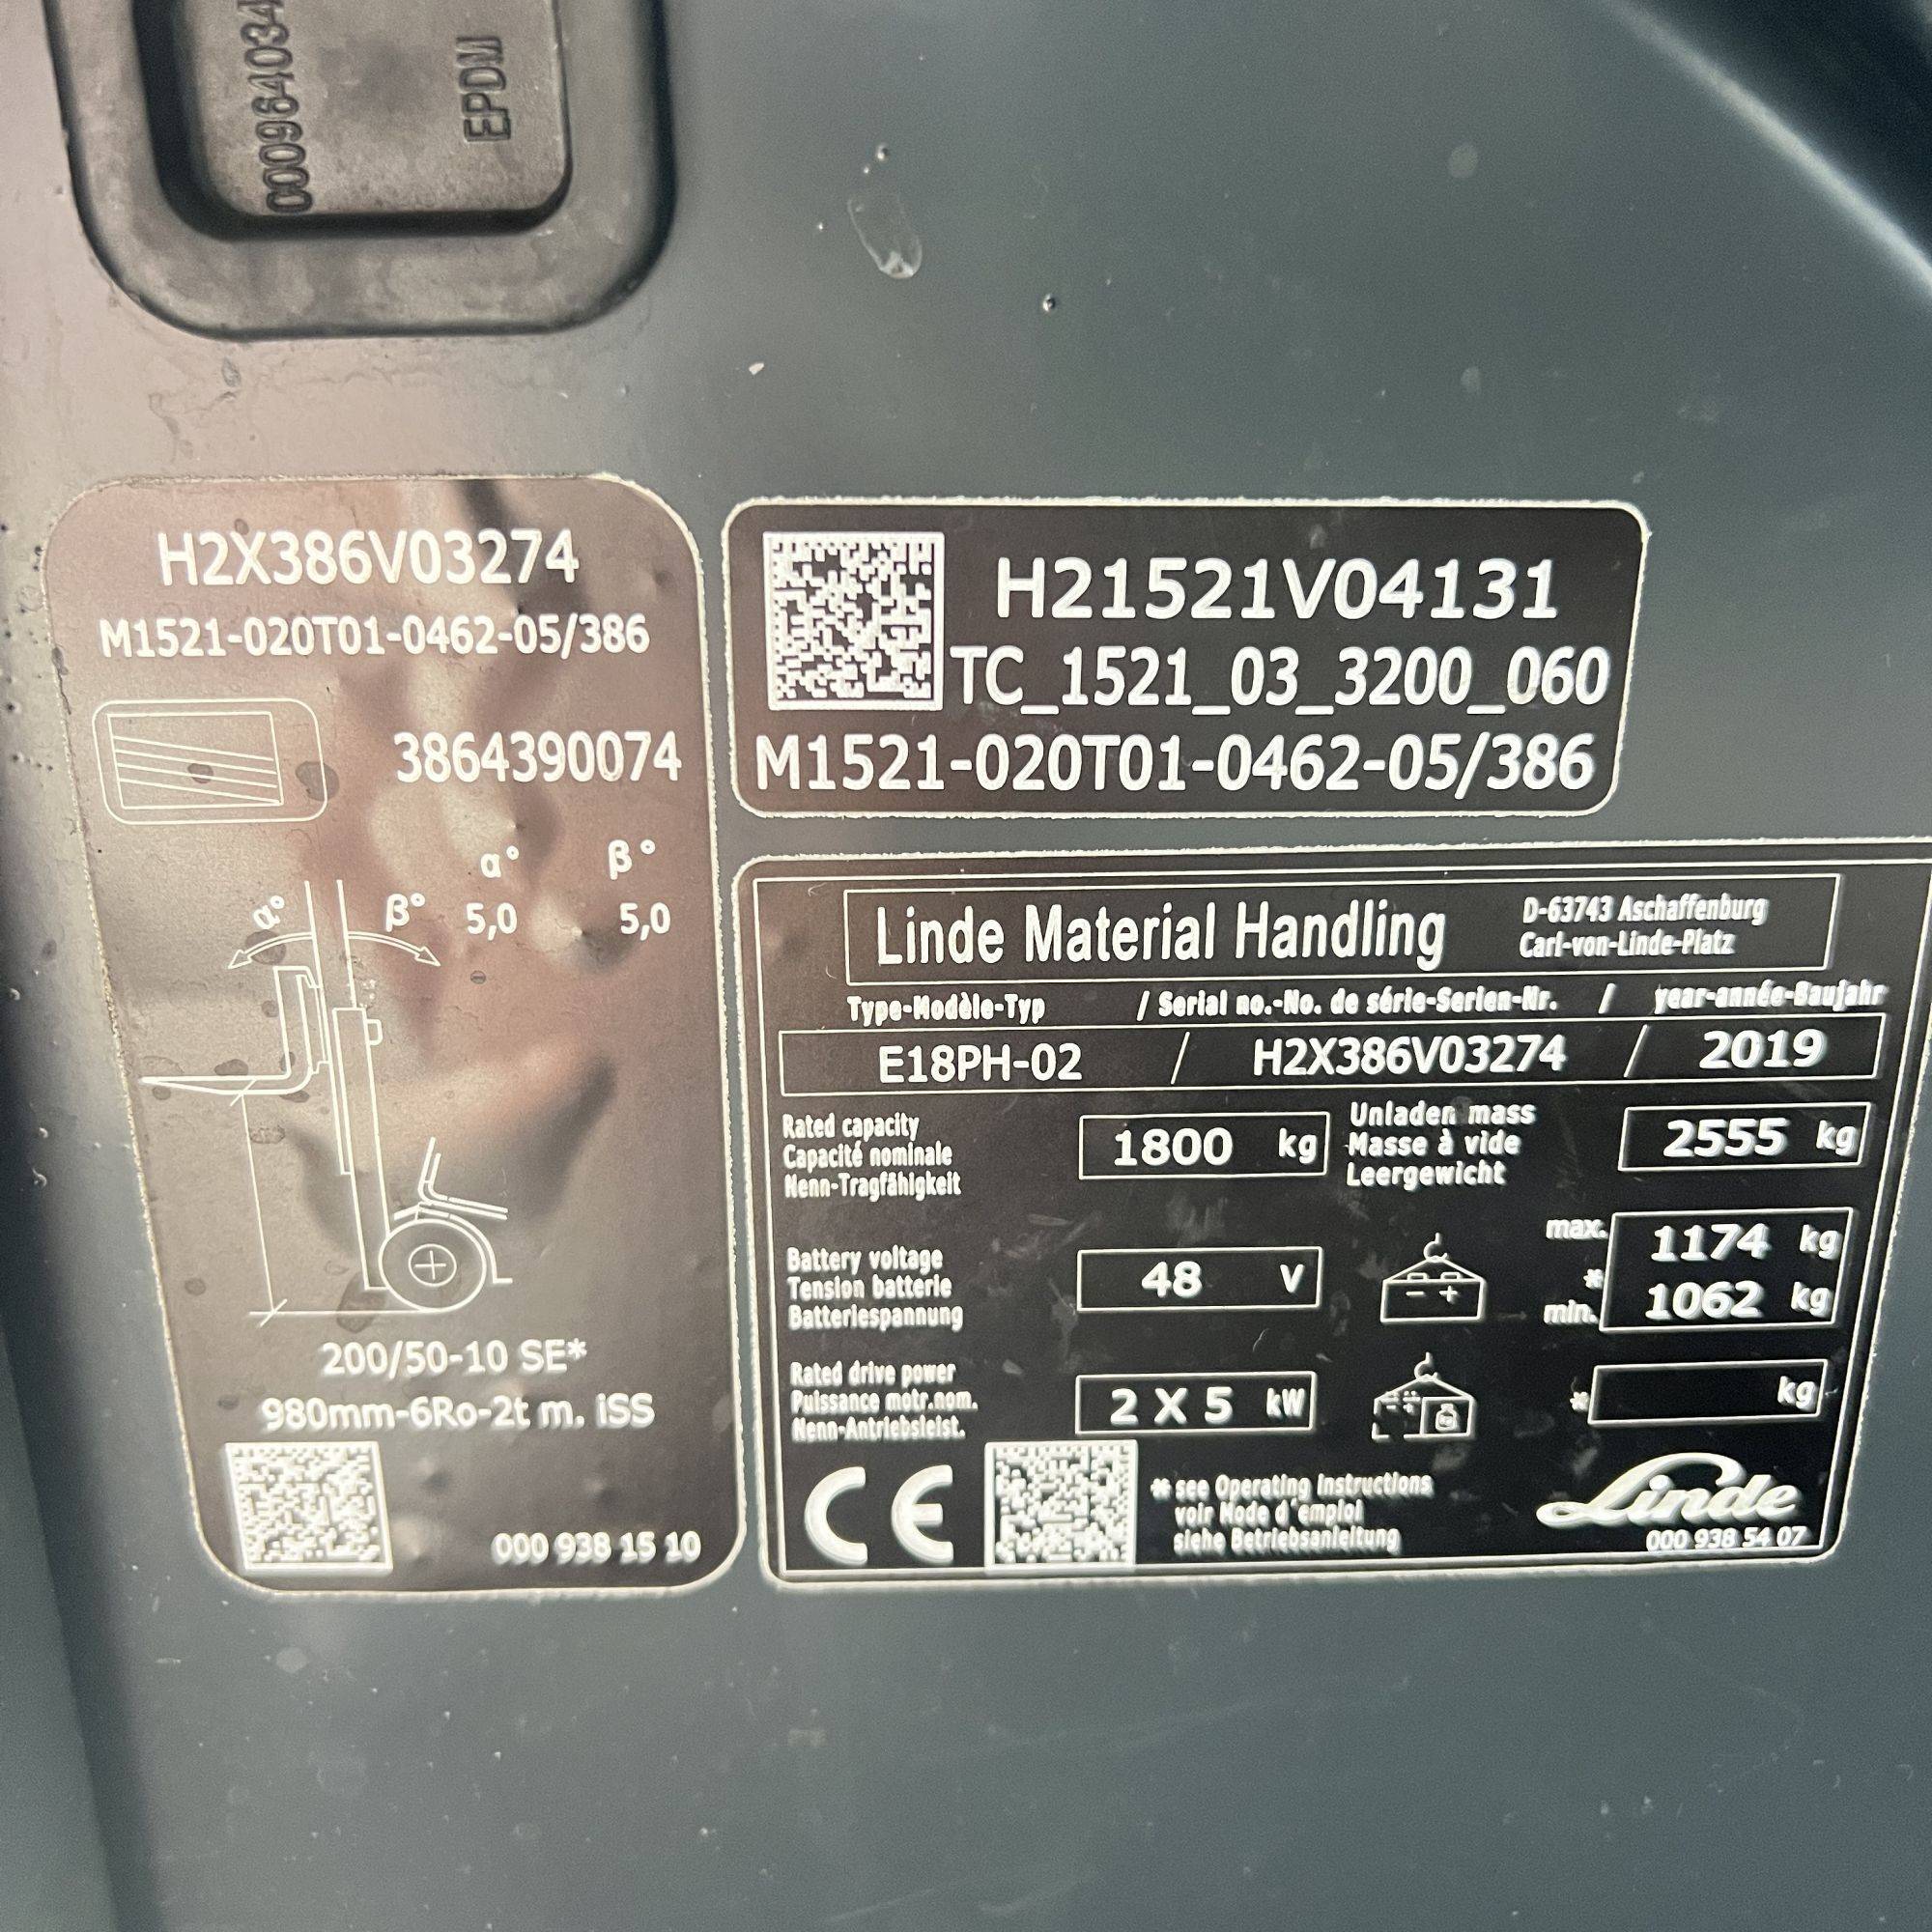 000964034
EPDM
H2X386V03274
M1521-020T01-0462-05/386
3864390074
α° β°
α° β° 5,0 5,0
200/50-10 SE*
980mm-6Ro-2t m. iSS
000 938 15 10
H21521V04131
TC_1521_03_3200_060
M1521-020T01-0462-05/386
Linde Material Handling
D-63743 Aschaffenburg
Carl-von-Linde-Platz
Type-Modèle-Typ / Serial no.-No. de série-Serien-Nr. / year-année-Baujahr
E18PH-02 / H2X386V03274 / 2019
Rated capacity
Capacité nominale
Nenn-Tragfähigkeit
1800 kg
Unladen mass
Masse à vide
Leergewicht
2555 kg
Battery voltage
Tension batterie
Batteriespannung
48 V
max. 1174 kg
*
min. 1062 kg
Rated drive power
Puissance motr.nom.
Nenn-Antriebsleist.
2 X 5 kW
* kg
CE
* see Operating Instructions
voir Mode d'emploi
siehe Betriebsanleitung
Linde
000 938 54 07